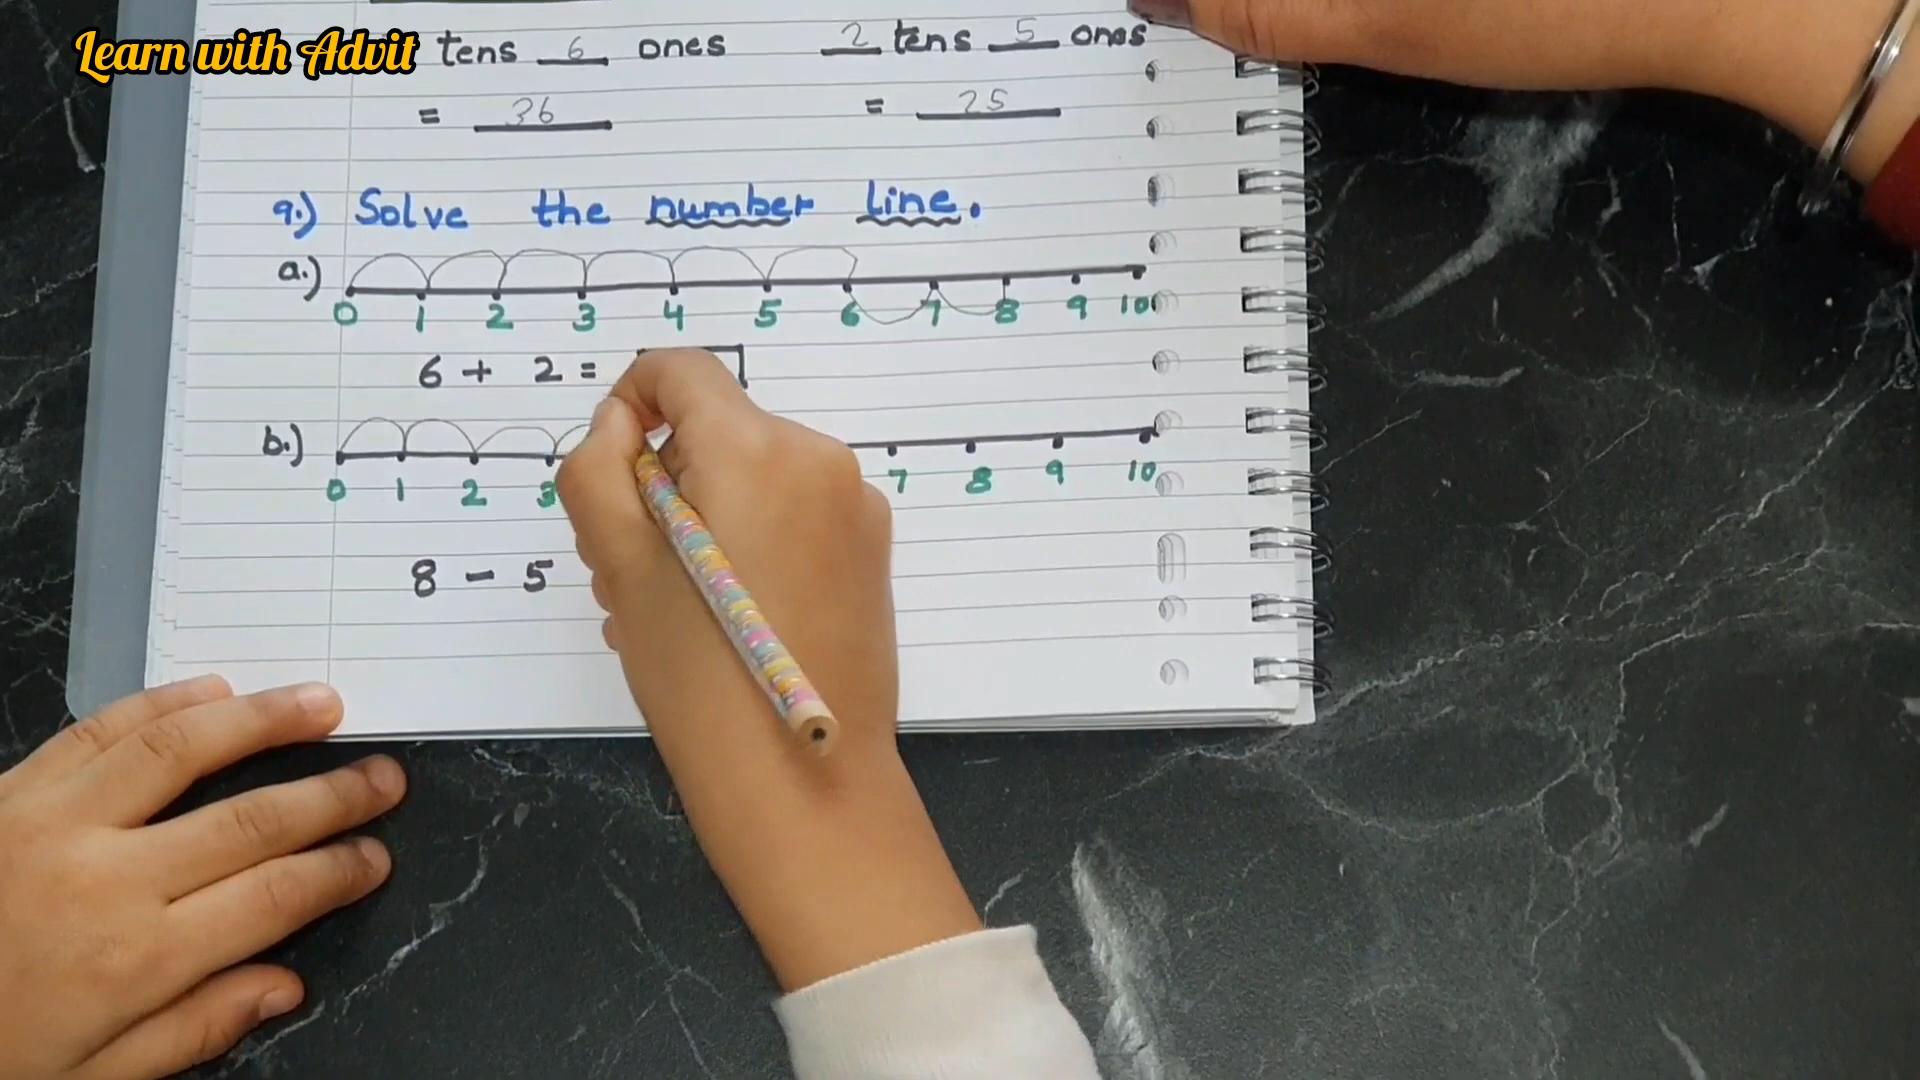 Learn with Advit
tens 6 ones 2 tens 5 ones
= 36 = 25
9.) Solve the number line.
a.)
0 1 2 3 4 5 6 7 8 9 10
6 + 2 =
b.)
0 1 2 3 7 8 9 10
8 - 5